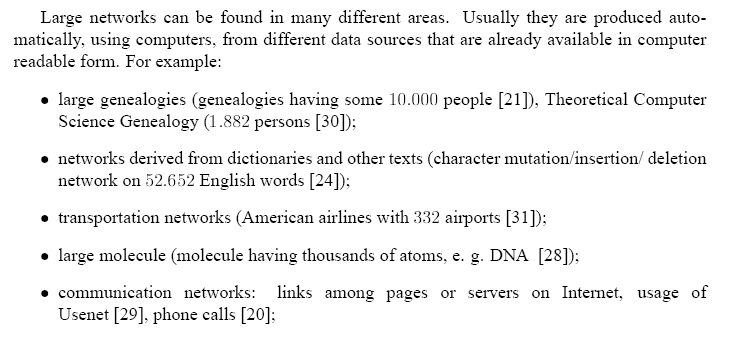 Large networks can be found in many different areas. Usually they are produced auto-
matically, using computers, from different data sources that are already available in computer
readable form. For example:
• large genealogies (genealogies having some 10.000 people [21]), Theoretical Computer
Science Genealogy (1.882 persons [30]);
• networks derived from dictionaries and other texts (character mutation/insertion/ deletion
network on 52.652 English words [24]);
• transportation networks (American airlines with 332 airports [31]);
• large molecule (molecule having thousands of atoms, e. g. DNA [28]);
• communication networks: links among pages or servers on Internet, usage of
Usenet [29], phone calls [20];